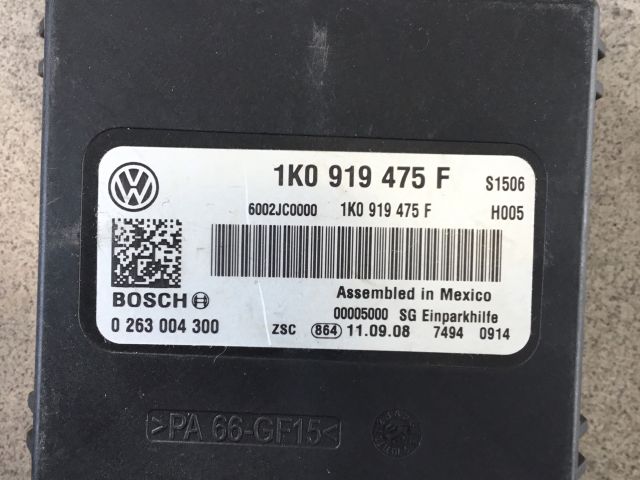 1K0 919 475 F S1506
6002JC0000 1K0 919 475 F H005
BOSCH
Assembled in Mexico
00005000 SG Einparkhilfe
0 263 004 300 ZSC 864 11.09.08 7494 0914
>PA 66-GF15<